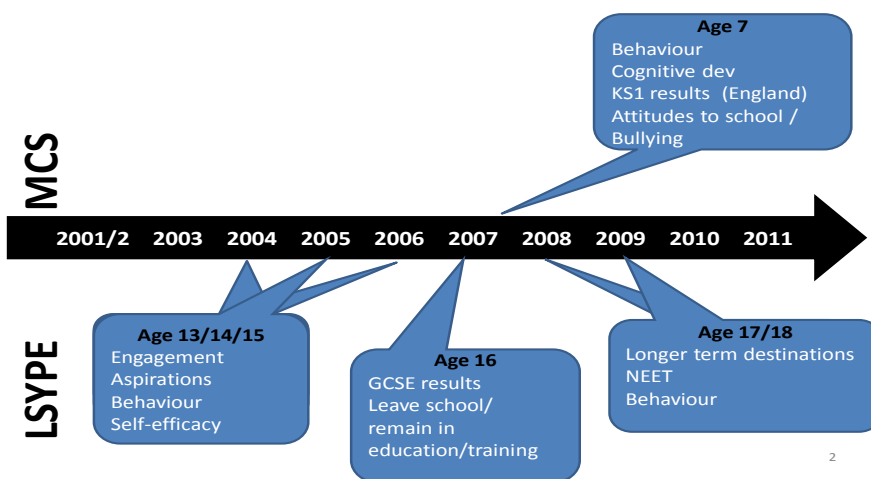 MCS
Age 7
Behaviour
Cognitive dev
KS1 results (England)
Attitudes to school /
Bullying
2001/2 2003 2004 2005 2006 2007 2008 2009 2010 2011
LSYPE
Age 13/14/15
Engagement
Aspirations
Behaviour
Self-efficacy
Age 16
GCSE results
Leave school/
remain in
education/training
Age 17/18
Longer term destinations
NEET
Behaviour
2